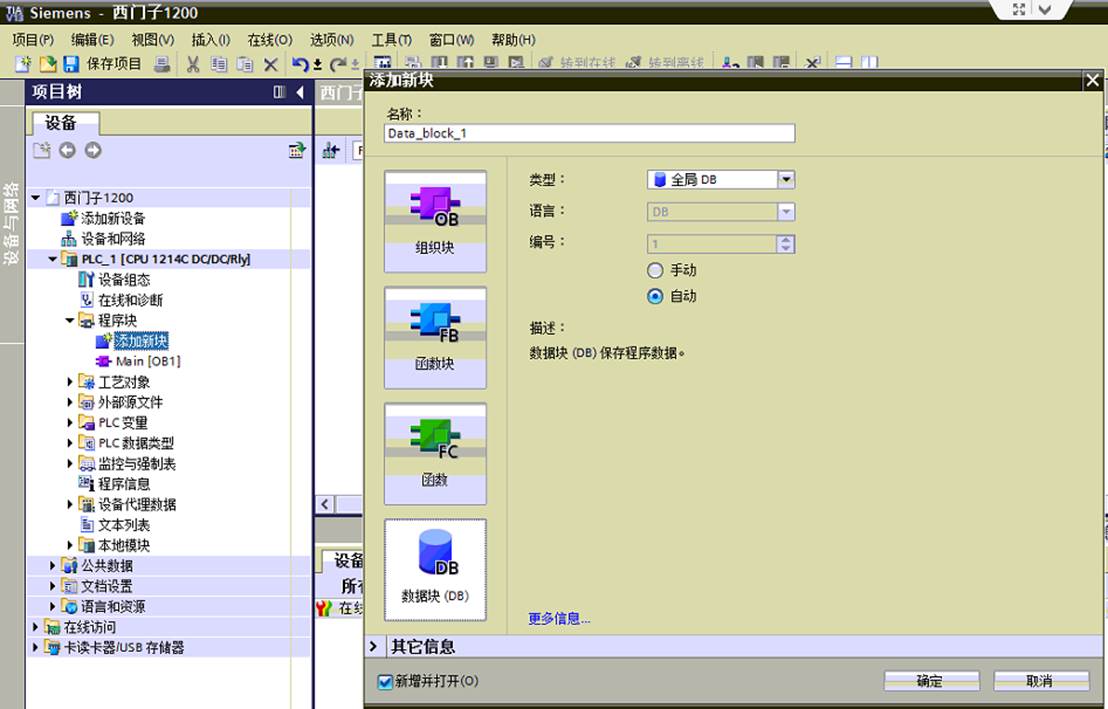 TIA V13 Siemens - 西门子1200
项目(P) 编辑(E) 视图(V) 插入(I) 在线(O) 选项(N) 工具(T) 窗口(W) 帮助(H)
保存项目 转到在线 转到离线
项目树
设备
设备与网络
西门子1200
添加新设备
设备和网络
PLC_1 [CPU 1214C DC/DC/Rly]
设备组态
在线和诊断
程序块
添加新块
Main [OB1]
工艺对象
外部源文件
PLC 变量
PLC 数据类型
监控与强制表
程序信息
设备代理数据
文本列表
本地模块
公共数据
文档设置
语言和资源
在线访问
卡读卡器/USB 存储器
西门子
设备
所有
在线
添加新块
名称：
Data_block_1
OB
组织块
FB
函数块
FC
函数
DB
数据块 (DB)
类型： 全局 DB
语言： DB
编号： 1
手动
自动
描述：
数据块 (DB) 保存程序数据。
更多信息...
其它信息
新增并打开(O)
确定 取消